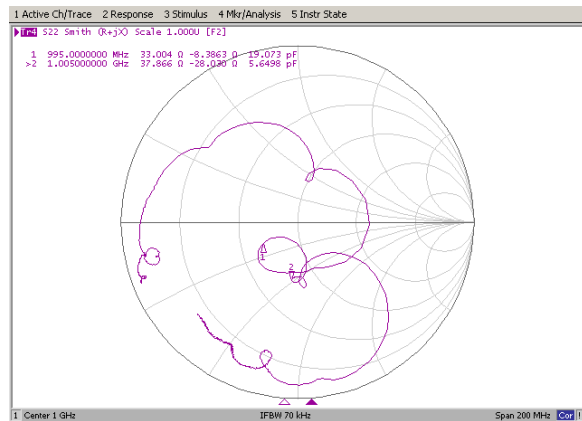 1 Active Ch/Trace 2 Response 3 Stimulus 4 Mkr/Analysis 5 Instr State
Tr4 S22 Smith (R+jX) Scale 1.000U [F2]
1 995.0000000 MHz 33.004 Ω -8.3863 Ω 19.073 pF
>2 1.005000000 GHz 37.866 Ω -28.030 Ω 5.6498 pF
1
2
1 Center 1 GHz IFBW 70 kHz Span 200 MHz Cor !